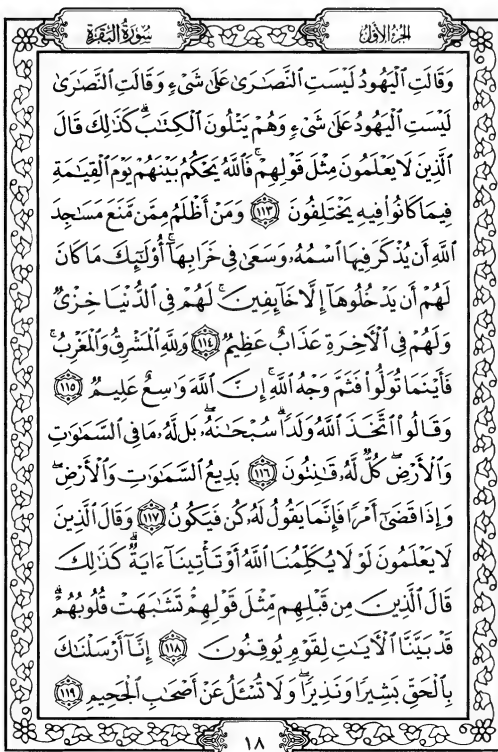 الجزء الأول
سورة البقرة
وَقَالَتِ ٱلْيَهُودُ لَيْسَتِ ٱلنَّصَٰرَىٰ عَلَىٰ شَىْءٍ وَقَالَتِ ٱلنَّصَٰرَىٰ
لَيْسَتِ ٱلْيَهُودُ عَلَىٰ شَىْءٍ وَهُمْ يَتْلُونَ ٱلْكِتَٰبَۗ كَذَٰلِكَ قَالَ
ٱلَّذِينَ لَا يَعْلَمُونَ مِثْلَ قَوْلِهِمْۚ فَٱللَّهُ يَحْكُمُ بَيْنَهُمْ يَوْمَ ٱلْقِيَٰمَةِ
فِيمَا كَانُوا۟ فِيهِ يَخْتَلِفُونَ ١١٣ وَمَنْ أَظْلَمُ مِمَّن مَّنَعَ مَسَٰجِدَ
ٱللَّهِ أَن يُذْكَرَ فِيهَا ٱسْمُهُۥ وَسَعَىٰ فِى خَرَابِهَآۚ أُو۟لَٰٓئِكَ مَا كَانَ
لَهُمْ أَن يَدْخُلُوهَآ إِلَّا خَآئِفِينَۚ لَهُمْ فِى ٱلدُّنْيَا خِزْىٌ
وَلَهُمْ فِى ٱلْءَاخِرَةِ عَذَابٌ عَظِيمٌ ١١٤ وَلِلَّهِ ٱلْمَشْرِقُ وَٱلْمَغْرِبُۚ
فَأَيْنَمَا تُوَلُّوا۟ فَثَمَّ وَجْهُ ٱللَّهِۚ إِنَّ ٱللَّهَ وَٰسِعٌ عَلِيمٌ ١١٥
وَقَالُوا۟ ٱتَّخَذَ ٱللَّهُ وَلَدًاۗ سُبْحَٰنَهُۥۖ بَل لَّهُۥ مَا فِى ٱلسَّمَٰوَٰتِ
وَٱلْأَرْضِۖ كُلٌّ لَّهُۥ قَٰنِتُونَ ١١٦ بَدِيعُ ٱلسَّمَٰوَٰتِ وَٱلْأَرْضِۖ
وَإِذَا قَضَىٰٓ أَمْرًا فَإِنَّمَا يَقُولُ لَهُۥ كُن فَيَكُونُ ١١٧ وَقَالَ ٱلَّذِينَ
لَا يَعْلَمُونَ لَوْلَا يُكَلِّمُنَا ٱللَّهُ أَوْ تَأْتِينَآ ءَايَةٌۗ كَذَٰلِكَ
قَالَ ٱلَّذِينَ مِن قَبْلِهِم مِّثْلَ قَوْلِهِمْۘ تَشَٰبَهَتْ قُلُوبُهُمْۗ
قَدْ بَيَّنَّا ٱلْءَايَٰتِ لِقَوْمٍ يُوقِنُونَ ١١٨ إِنَّآ أَرْسَلْنَٰكَ
بِٱلْحَقِّ بَشِيرًا وَنَذِيرًاۖ وَلَا تُسْـَٔلُ عَنْ أَصْحَٰبِ ٱلْجَحِيمِ ١١٩
١٨